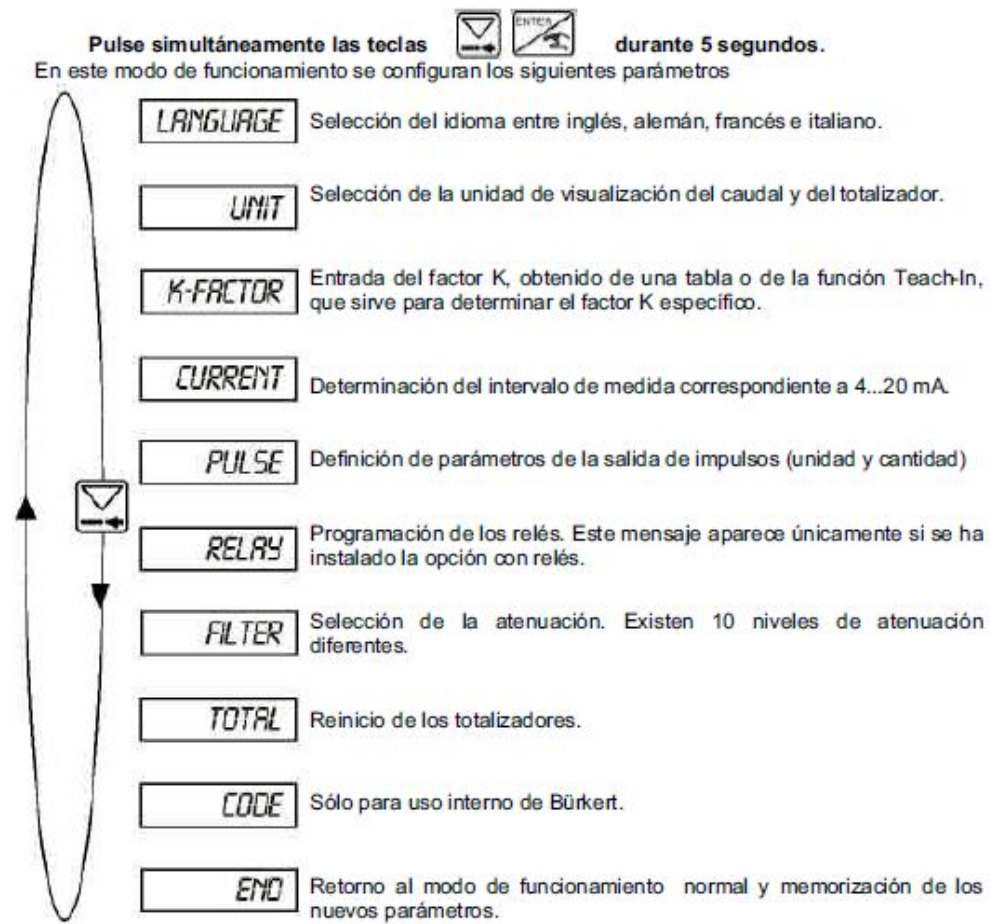 ENTER
Pulse simultáneamente las teclas durante 5 segundos.
En este modo de funcionamiento se configuran los siguientes parámetros
LANGUAGE
Selección del idioma entre inglés, alemán, francés e italiano.
UNIT
Selección de la unidad de visualización del caudal y del totalizador.
K-FACTOR
Entrada del factor K, obtenido de una tabla o de la función Teach-In,
que sirve para determinar el factor K específico.
CURRENT
Determinación del intervalo de medida correspondiente a 4...20 mA.
PULSE
Definición de parámetros de la salida de impulsos (unidad y cantidad)
RELAY
Programación de los relés. Este mensaje aparece únicamente si se ha
instalado la opción con relés.
FILTER
Selección de la atenuación. Existen 10 niveles de atenuación
diferentes.
TOTAL
Reinicio de los totalizadores.
CODE
Sólo para uso interno de Bürkert.
END
Retorno al modo de funcionamiento normal y memorización de los
nuevos parámetros.